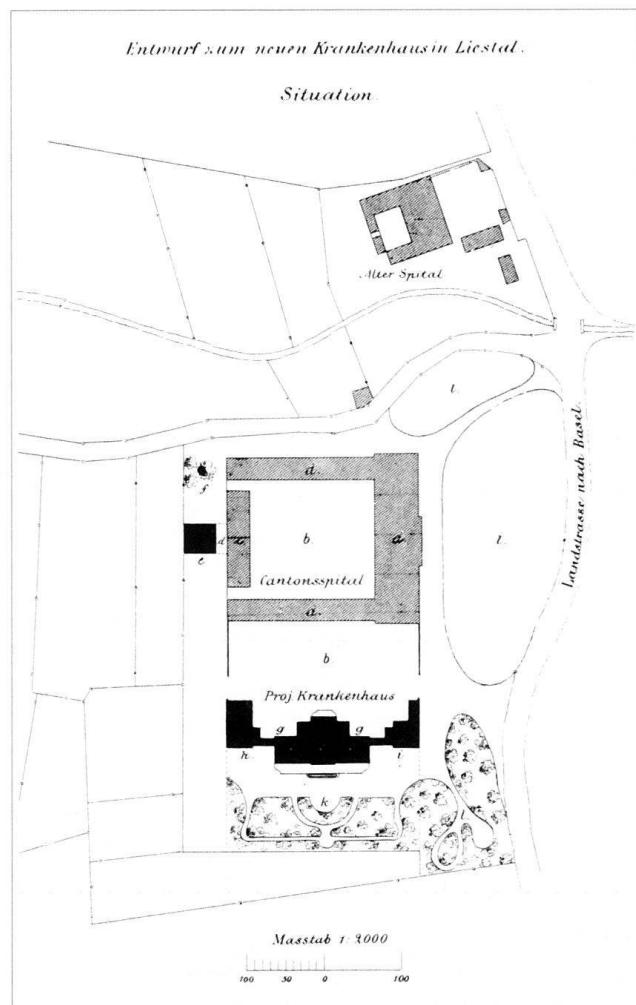 Entwurf zum neuen Krankenhaus in Liestal.
Situation.
Alter Spital
l.
Landstrasse nach Basel.
d.
f
b.
a.
l.
d
e
Cantonsspital
a.
b
Proj Krankenhaus
g
g
h
i
k
l
Masstab 1:2000
100
50
0
100